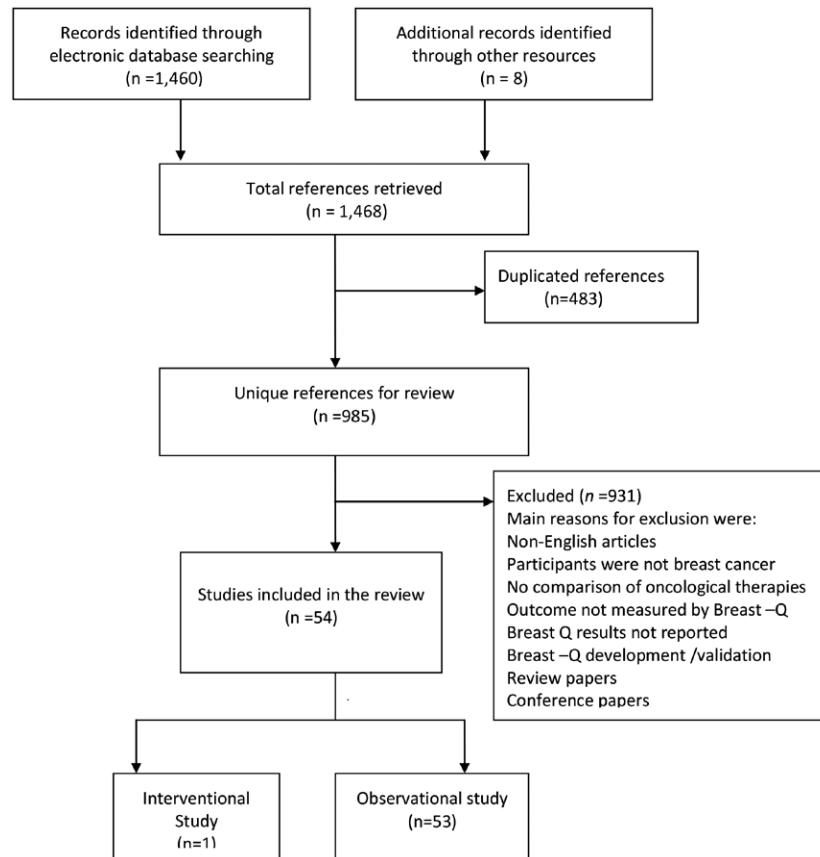 Records identified through
electronic database searching
(n =1,460)
Additional records identified
through other resources
(n = 8)
Total references retrieved
(n = 1,468)
Duplicated references
(n=483)
Unique references for review
(n =985)
Excluded (n =931)
Main reasons for exclusion were:
Non-English articles
Participants were not breast cancer
No comparison of oncological therapies
Outcome not measured by Breast –Q
Breast Q results not reported
Breast –Q development /validation
Review papers
Conference papers
Studies included in the review
(n =54)
Interventional
Study
(n=1)
Observational study
(n=53)